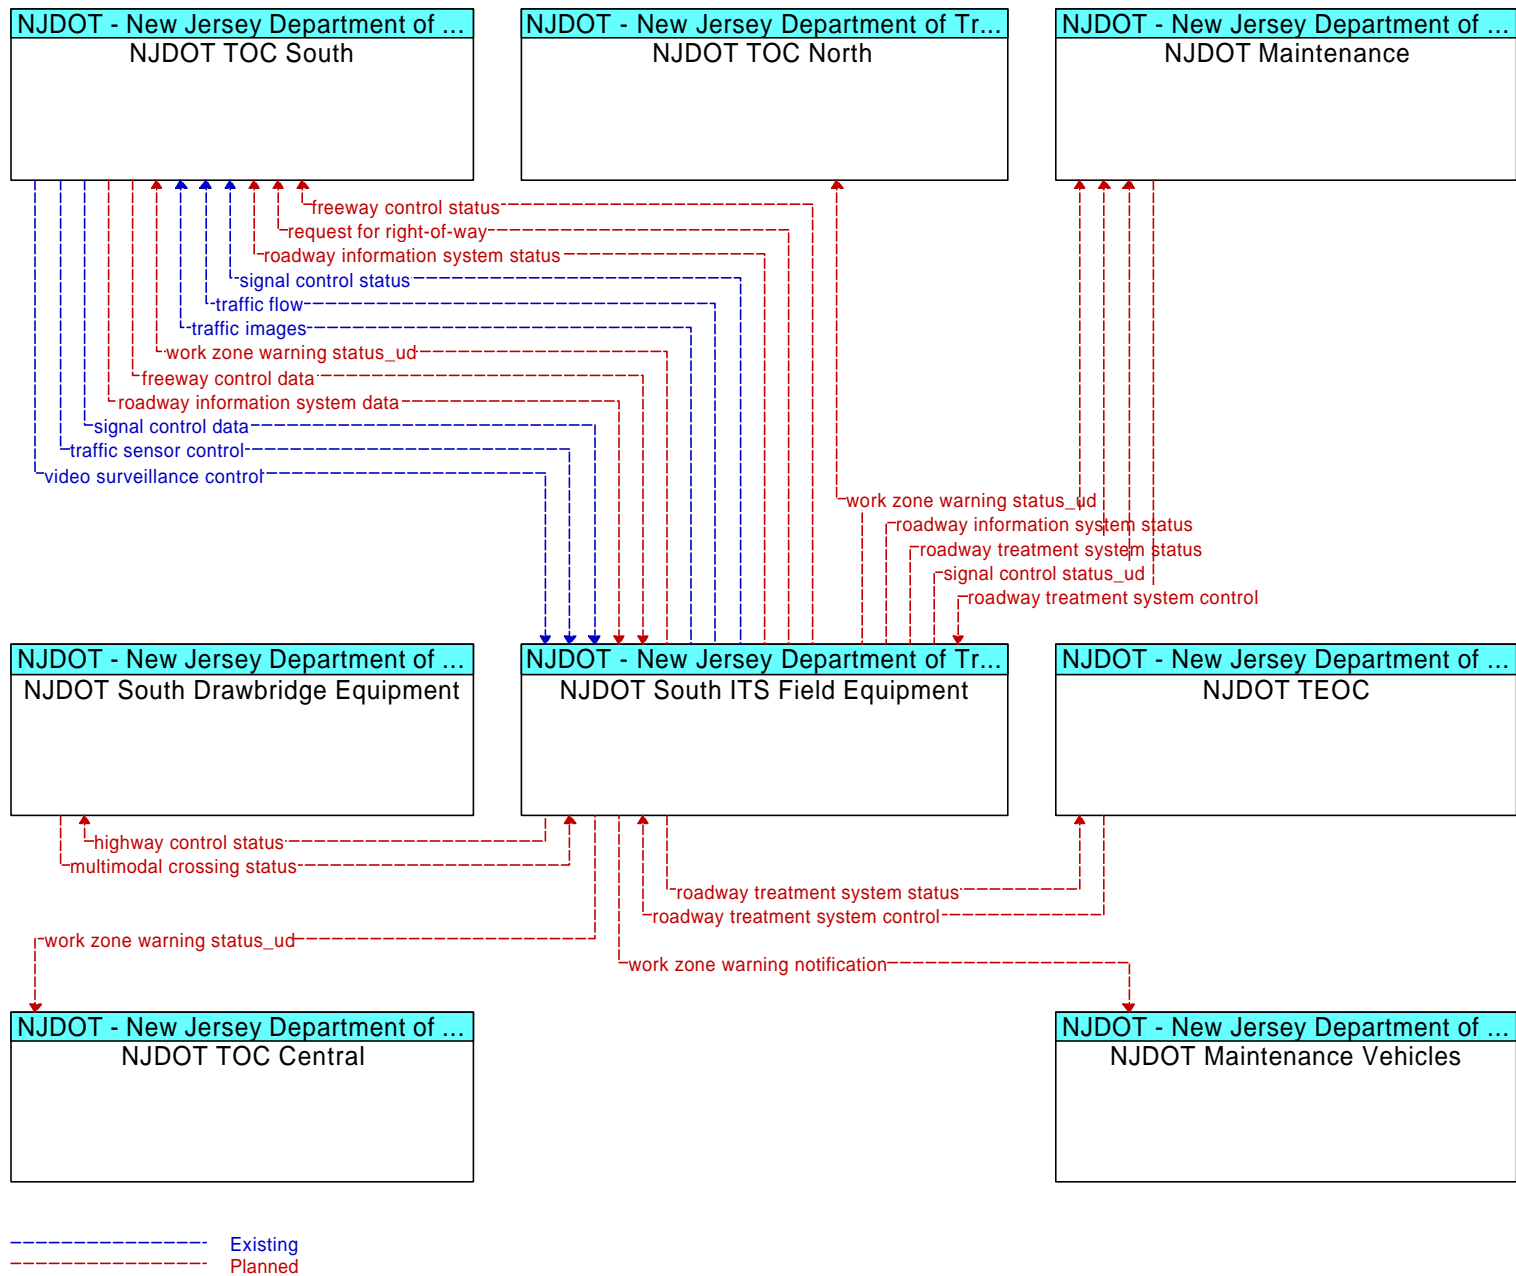 NJDOT - New Jersey Department of ...
NJDOT TOC South
NJDOT - New Jersey Department of Tr...
NJDOT TOC North
NJDOT - New Jersey Department of ...
NJDOT Maintenance
freeway control status
request for right-of-way
roadway information system status
signal control status
traffic flow
traffic images
work zone warning status_ud
freeway control data
roadway information system data
signal control data
traffic sensor control
video surveillance control
work zone warning status_ud
roadway information system status
roadway treatment system status
signal control status_ud
roadway treatment system control
NJDOT - New Jersey Department of ...
NJDOT South Drawbridge Equipment
NJDOT - New Jersey Department of Tr...
NJDOT South ITS Field Equipment
NJDOT - New Jersey Department of ...
NJDOT TEOC
highway control status
multimodal crossing status
roadway treatment system status
roadway treatment system control
work zone warning status_ud
work zone warning notification
NJDOT - New Jersey Department of ...
NJDOT TOC Central
NJDOT - New Jersey Department of ...
NJDOT Maintenance Vehicles
Existing
Planned